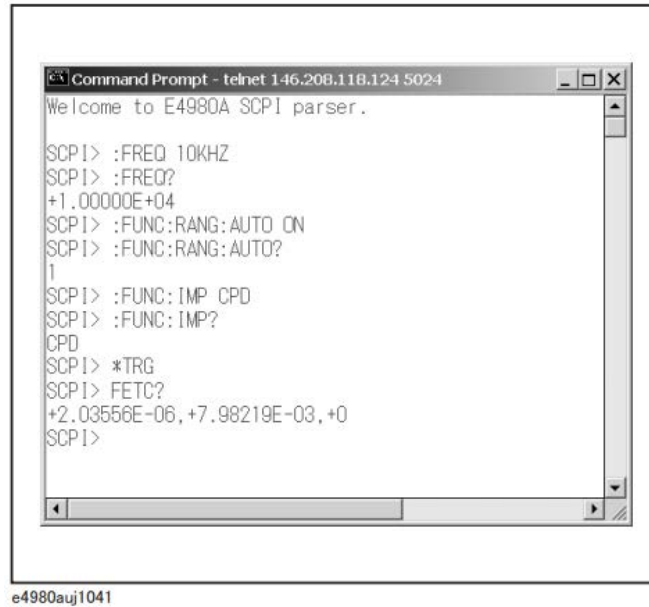 Command Prompt - telnet 146.208.118.124 5024
Welcome to E4980A SCPI parser.
SCPI> :FREQ 10KHZ
SCPI> :FREQ?
+1.00000E+04
SCPI> :FUNC:RANG:AUTO ON
SCPI> :FUNC:RANG:AUTO?
1
SCPI> :FUNC:IMP CPD
SCPI> :FUNC:IMP?
CPD
SCPI> *TRG
SCPI> FETC?
+2.03556E-06,+7.98219E-03,+0
SCPI>
e4980auj1041